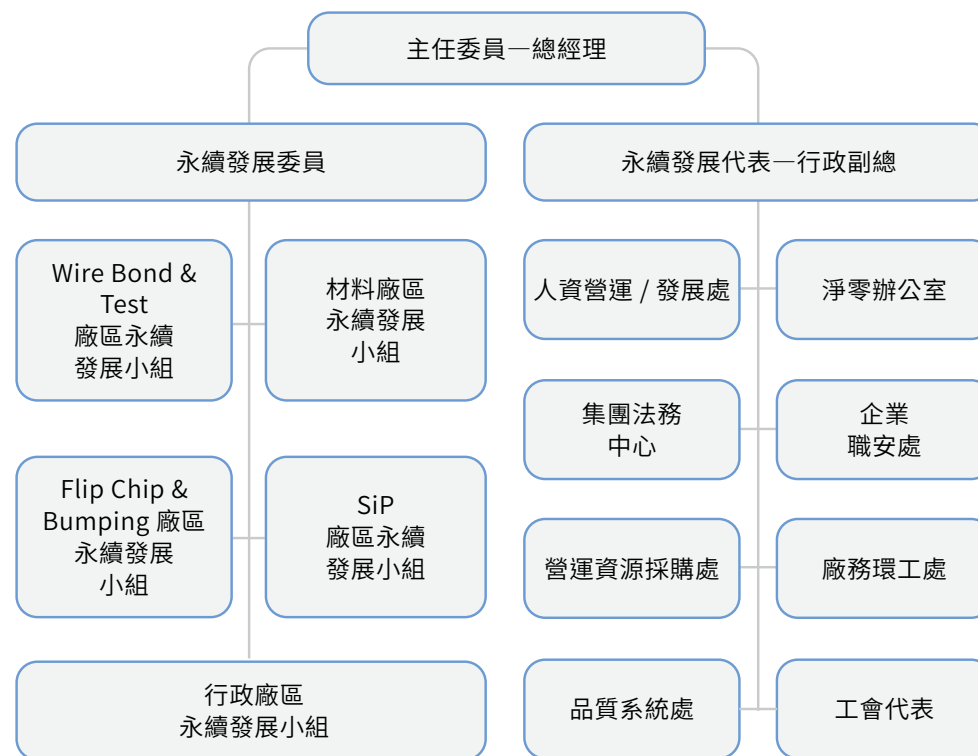 主任委員—總經理
永續發展委員
永續發展代表—行政副總
Wire Bond &
Test
廠區永續
發展小組
材料廠區
永續發展
小組
Flip Chip &
Bumping 廠區
永續發展
小組
SiP
廠區永續
發展小組
行政廠區
永續發展小組
人資營運 / 發展處
淨零辦公室
集團法務
中心
企業
職安處
營運資源採購處
廠務環工處
品質系統處
工會代表